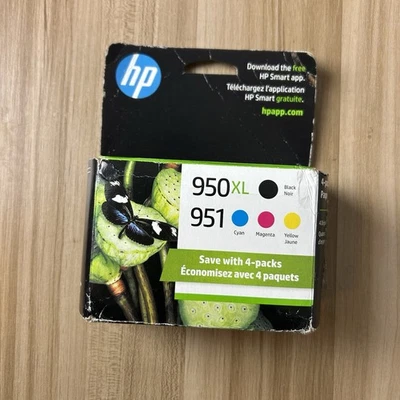 hp
Download the free
HP Smart app.
Téléchargez l'application
HP Smart gratuite.
hpapp.com
950XL
Black
Noir
951
Cyan
Magenta
Yellow
Jaune
Save with 4-packs
Économisez avec 4 paquets